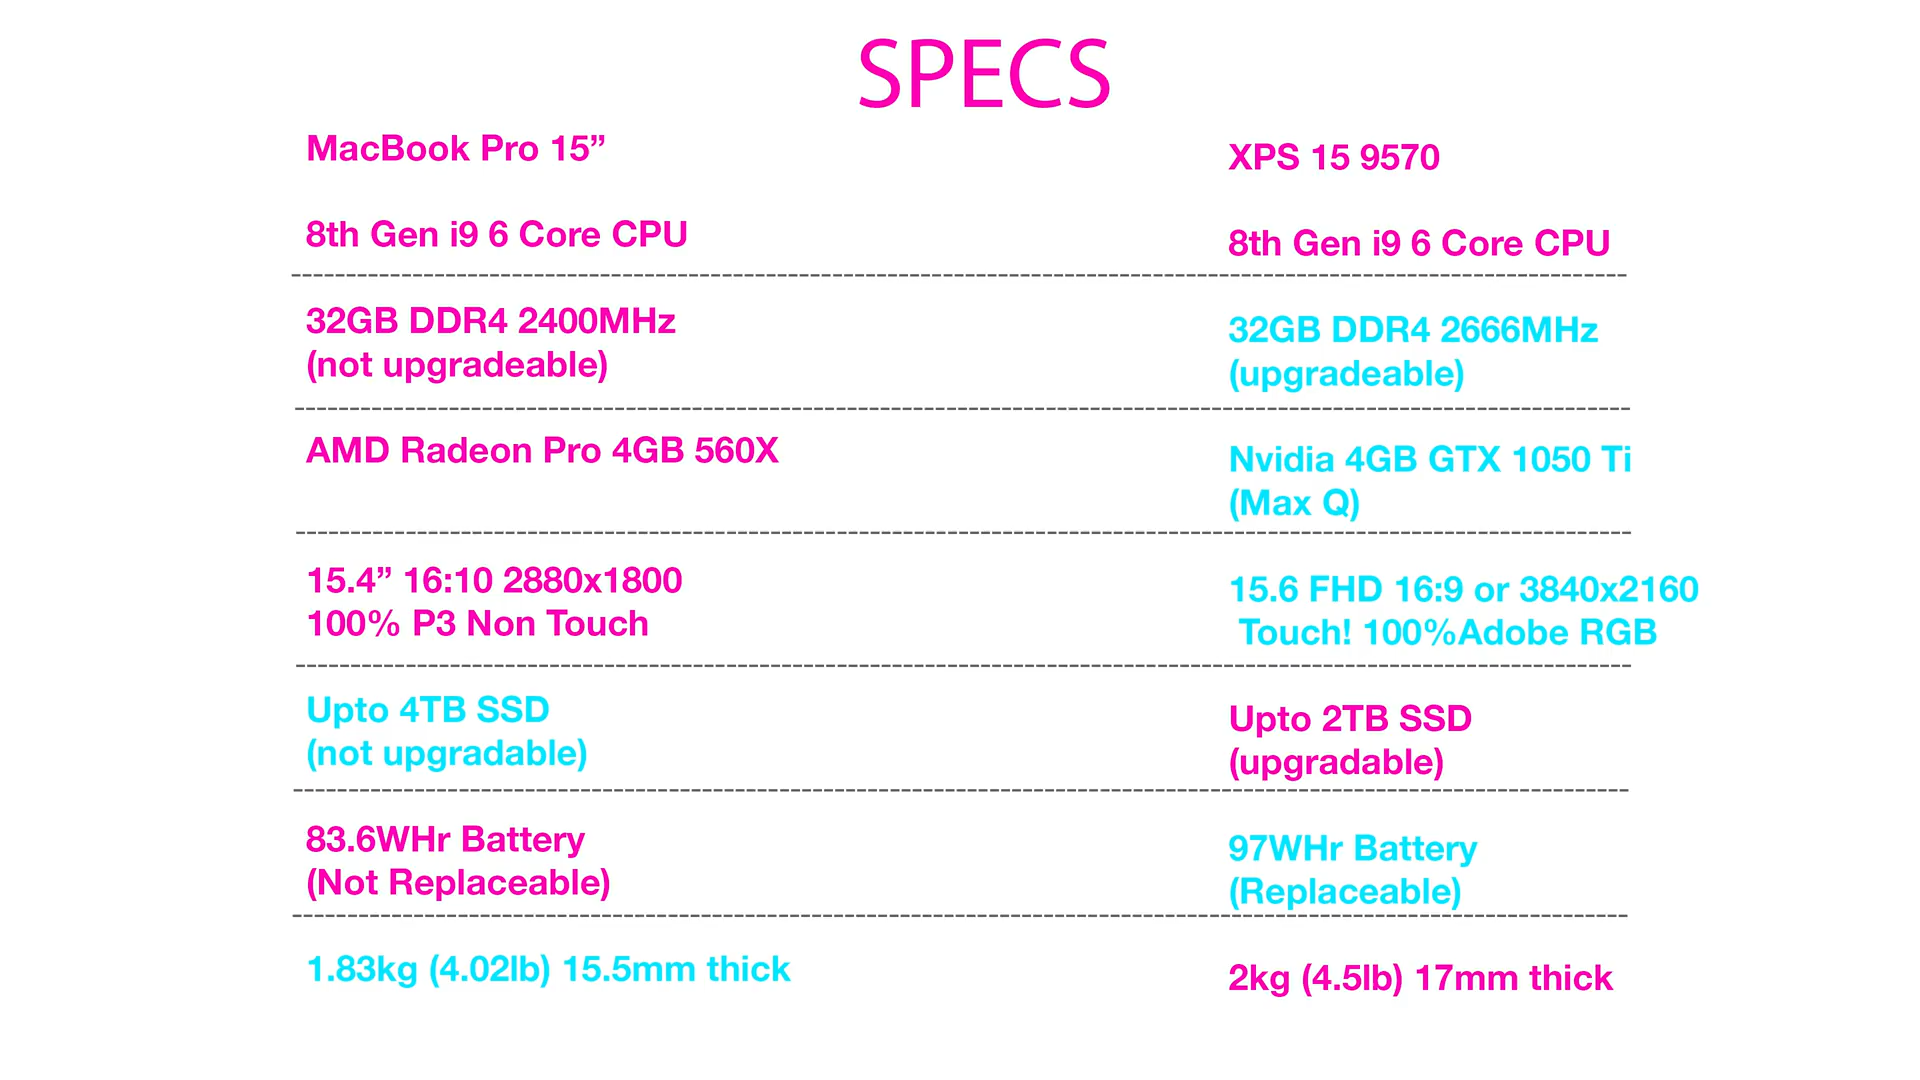 SPECS
MacBook Pro 15”
XPS 15 9570
8th Gen i9 6 Core CPU
8th Gen i9 6 Core CPU
32GB DDR4 2400MHz
(not upgradeable)
32GB DDR4 2666MHz
(upgradeable)
AMD Radeon Pro 4GB 560X
Nvidia 4GB GTX 1050 Ti
(Max Q)
15.4” 16:10 2880x1800
100% P3 Non Touch
15.6 FHD 16:9 or 3840x2160
Touch! 100%Adobe RGB
Upto 4TB SSD
(not upgradable)
Upto 2TB SSD
(upgradable)
83.6WHr Battery
(Not Replaceable)
97WHr Battery
(Replaceable)
1.83kg (4.02lb) 15.5mm thick
2kg (4.5lb) 17mm thick